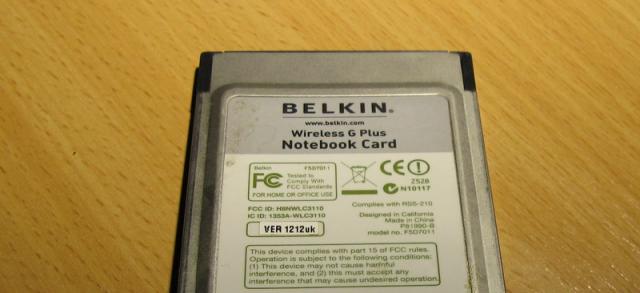 BELKIN®
www.belkin.com
Wireless G Plus
Notebook Card
Belkin F5D7011
FC Tested to
Comply With
FCC Standards
FOR HOME OR OFFICE USE
CE
Z528
N10117
FCC ID: H8NWLC3110
IC ID: 1353A-WLC3110
VER 1212uk
Complies with RSS-210
Designed in California
Made in China
P81990-B
model no. F5D7011
This device complies with part 15 of FCC rules.
Operation is subject to the following conditions:
(1) This device may not cause harmful
interference, and (2) this must accept any
interference that may cause undesired operation.